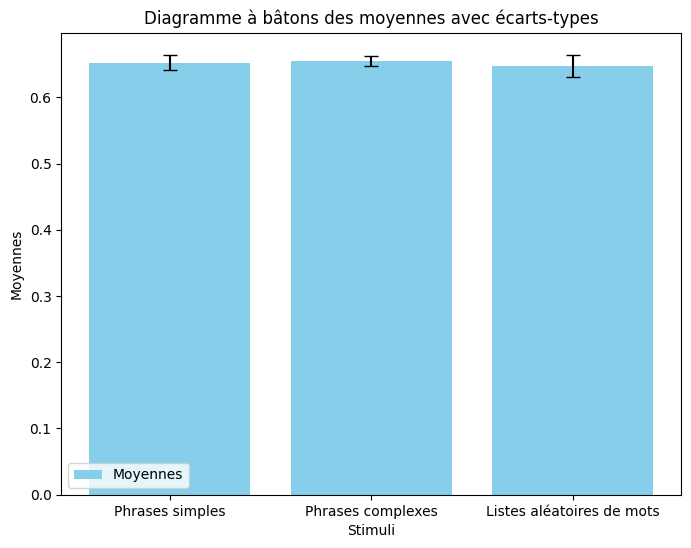 Diagramme à bâtons des moyennes avec écarts-types
Moyennes
0.6
0.5
0.4
0.3
0.2
0.1
0.0
Moyennes
Phrases simples
Phrases complexes
Listes aléatoires de mots
Stimuli